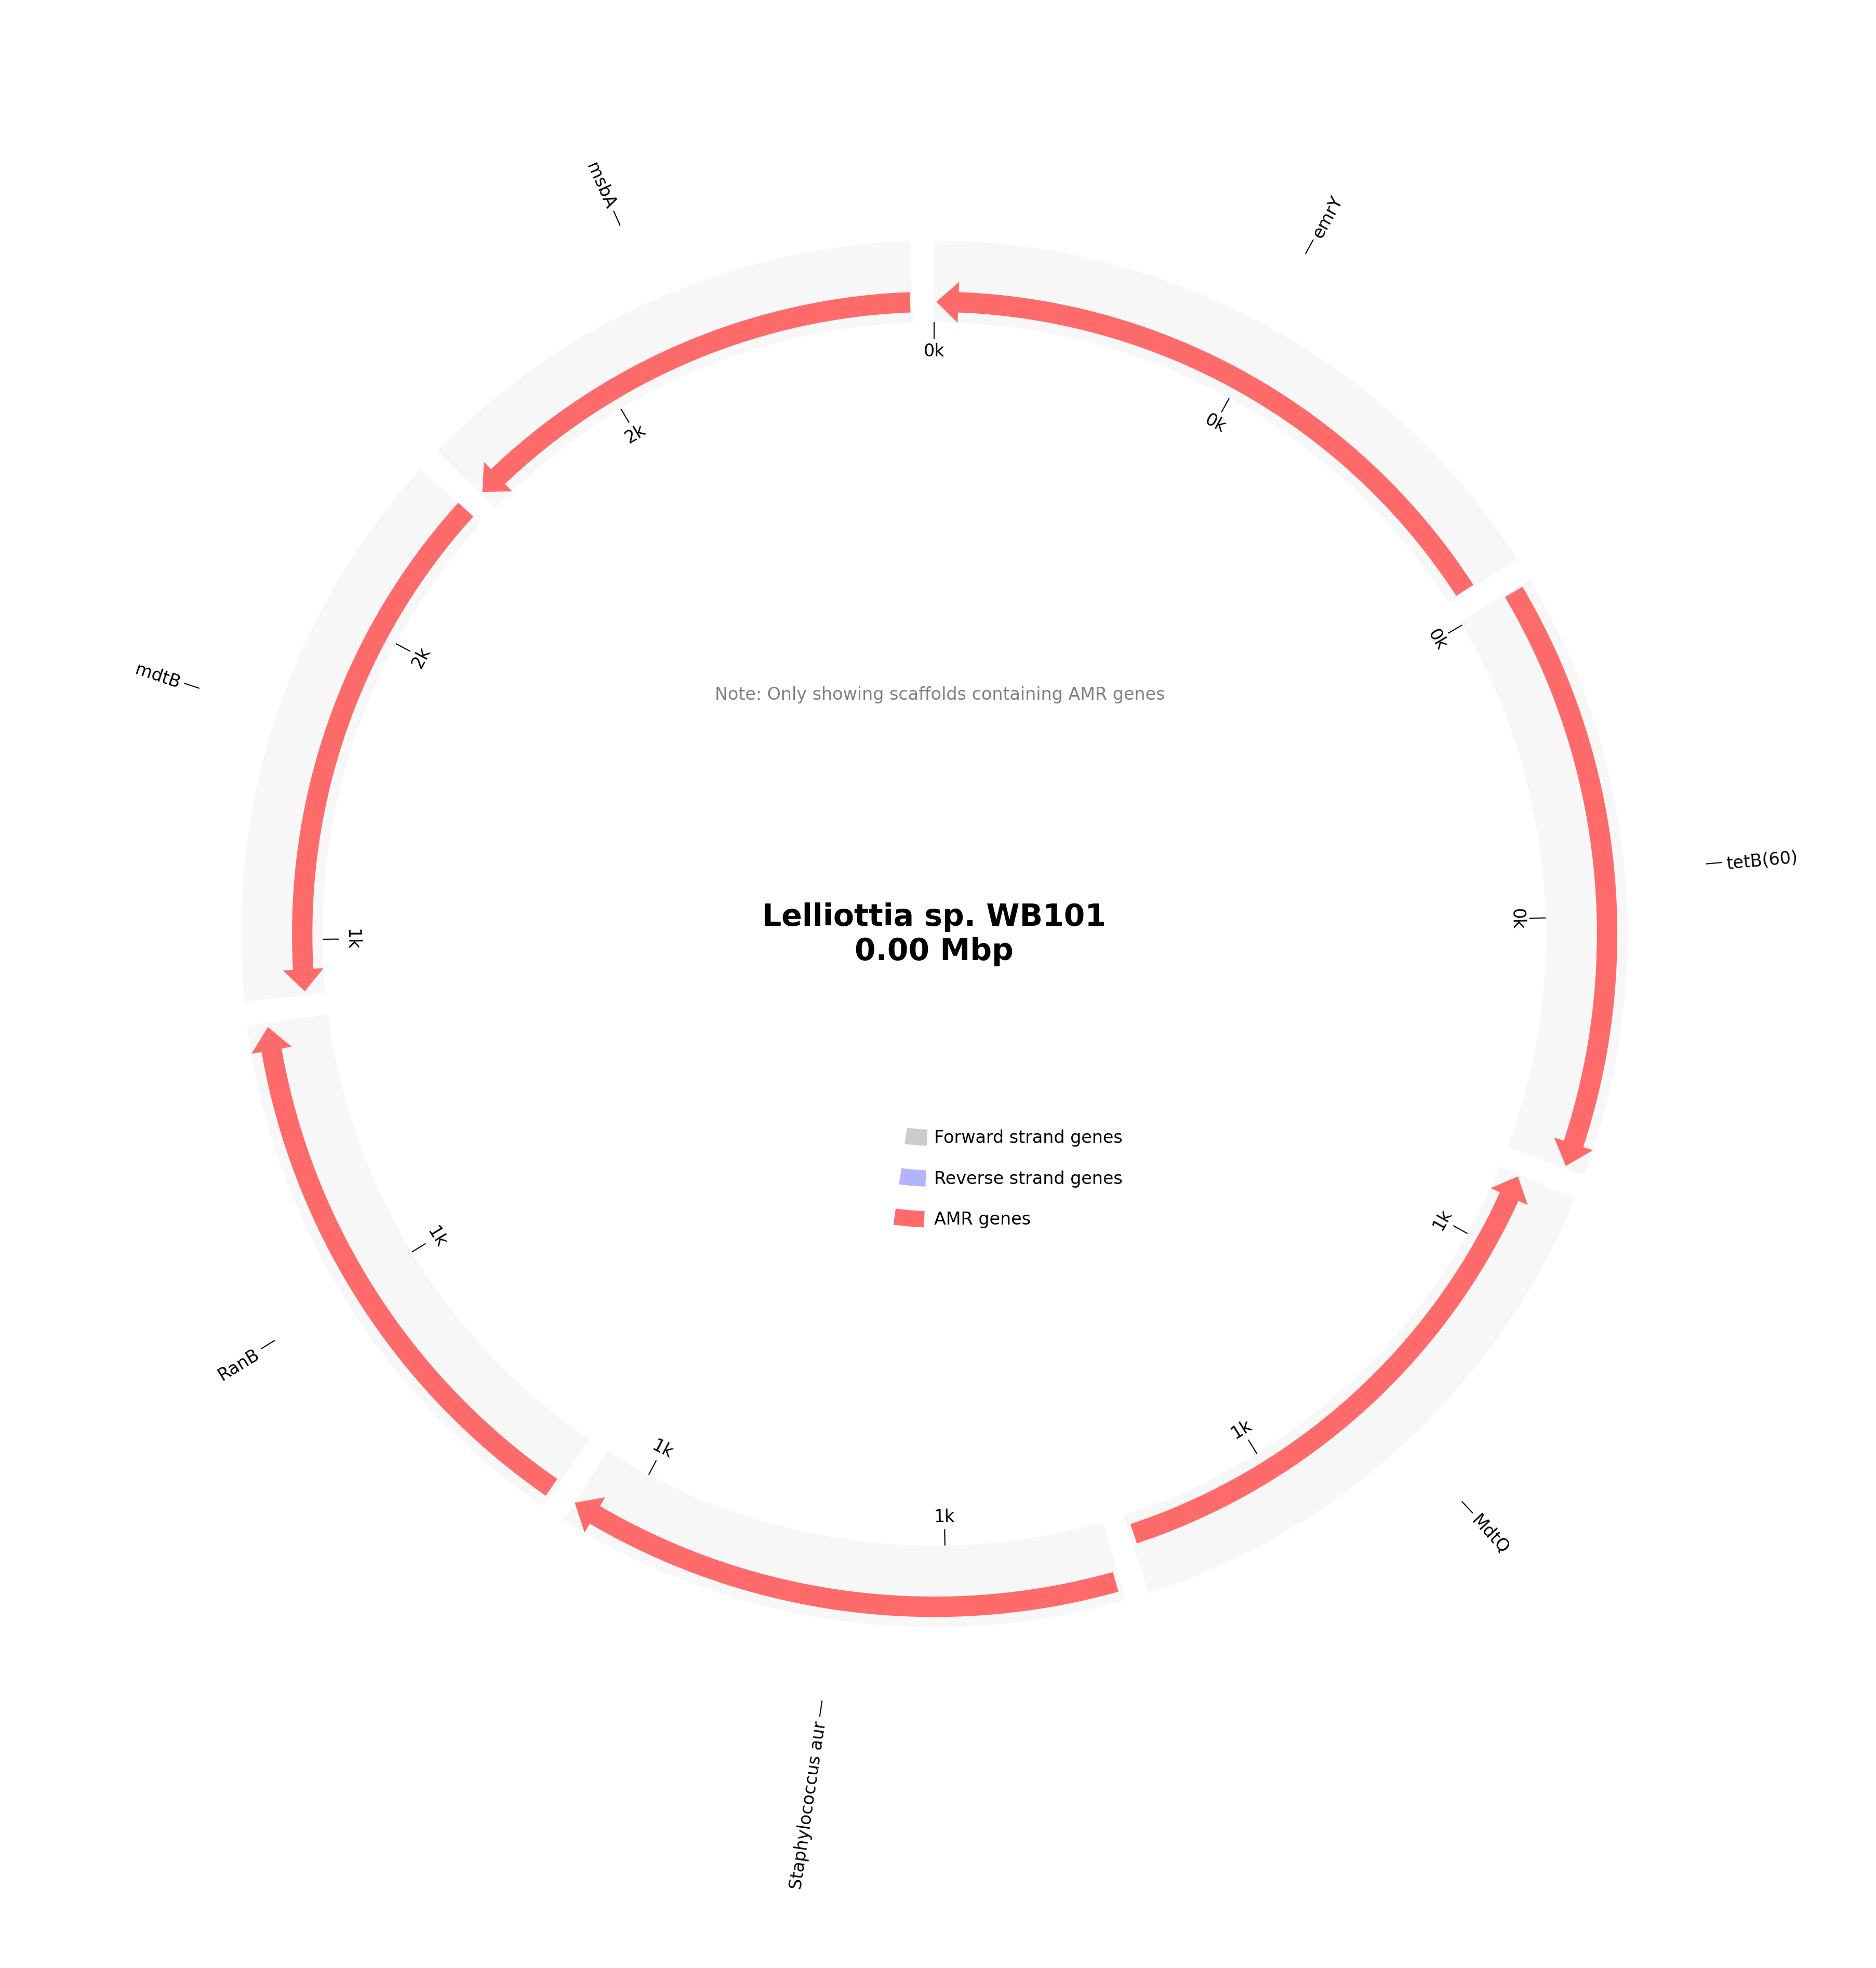 msbA
emrY
0k
2k
0k
0k
2k
mdtB
Note: Only showing scaffolds containing AMR genes
tetB(60)
Lelliottia sp. WB101
0.00 Mbp
0k
1k
Forward strand genes
Reverse strand genes
AMR genes
1k
1k
RanB
1k
1k
1k
MdtQ
Staphylococcus aur